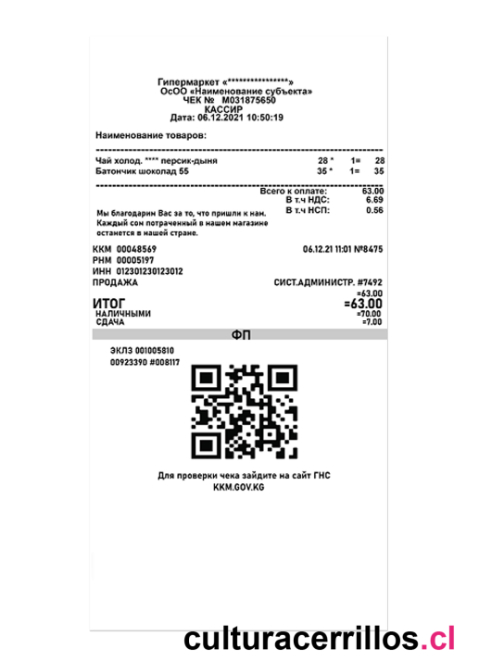 Гипермаркет «***************»
ОсОО «Наименование субъекта»
ЧЕК № М031875650
КАССИР
Дата: 06.12.2021 10:50:19
Наименование товаров:
Чай холод. **** персик-дыня 28 * 1= 28
Батончик шоколад 55 35 * 1= 35
Всего к оплате: 63.00
В т.ч НДС: 6.69
В т.ч НСП: 0.56
Мы благодарим Вас за то, что пришли к нам.
Каждый сом потраченный в нашем магазине
останется в нашей стране.
ККМ 00048569 06.12.21 11:01 №8475
РНМ 00005197
ИНН 012301230123012
ПРОДАЖА СИСТ.АДМИНИСТР. #7492
=63.00
ИТОГ =63.00
НАЛИЧНЫМИ =70.00
СДАЧА =7.00
ФП
ЭКЛЗ 001005810
00923390 #008117
Для проверки чека зайдите на сайт ГНС
KKM.GOV.KG
culturacerrillos.cl